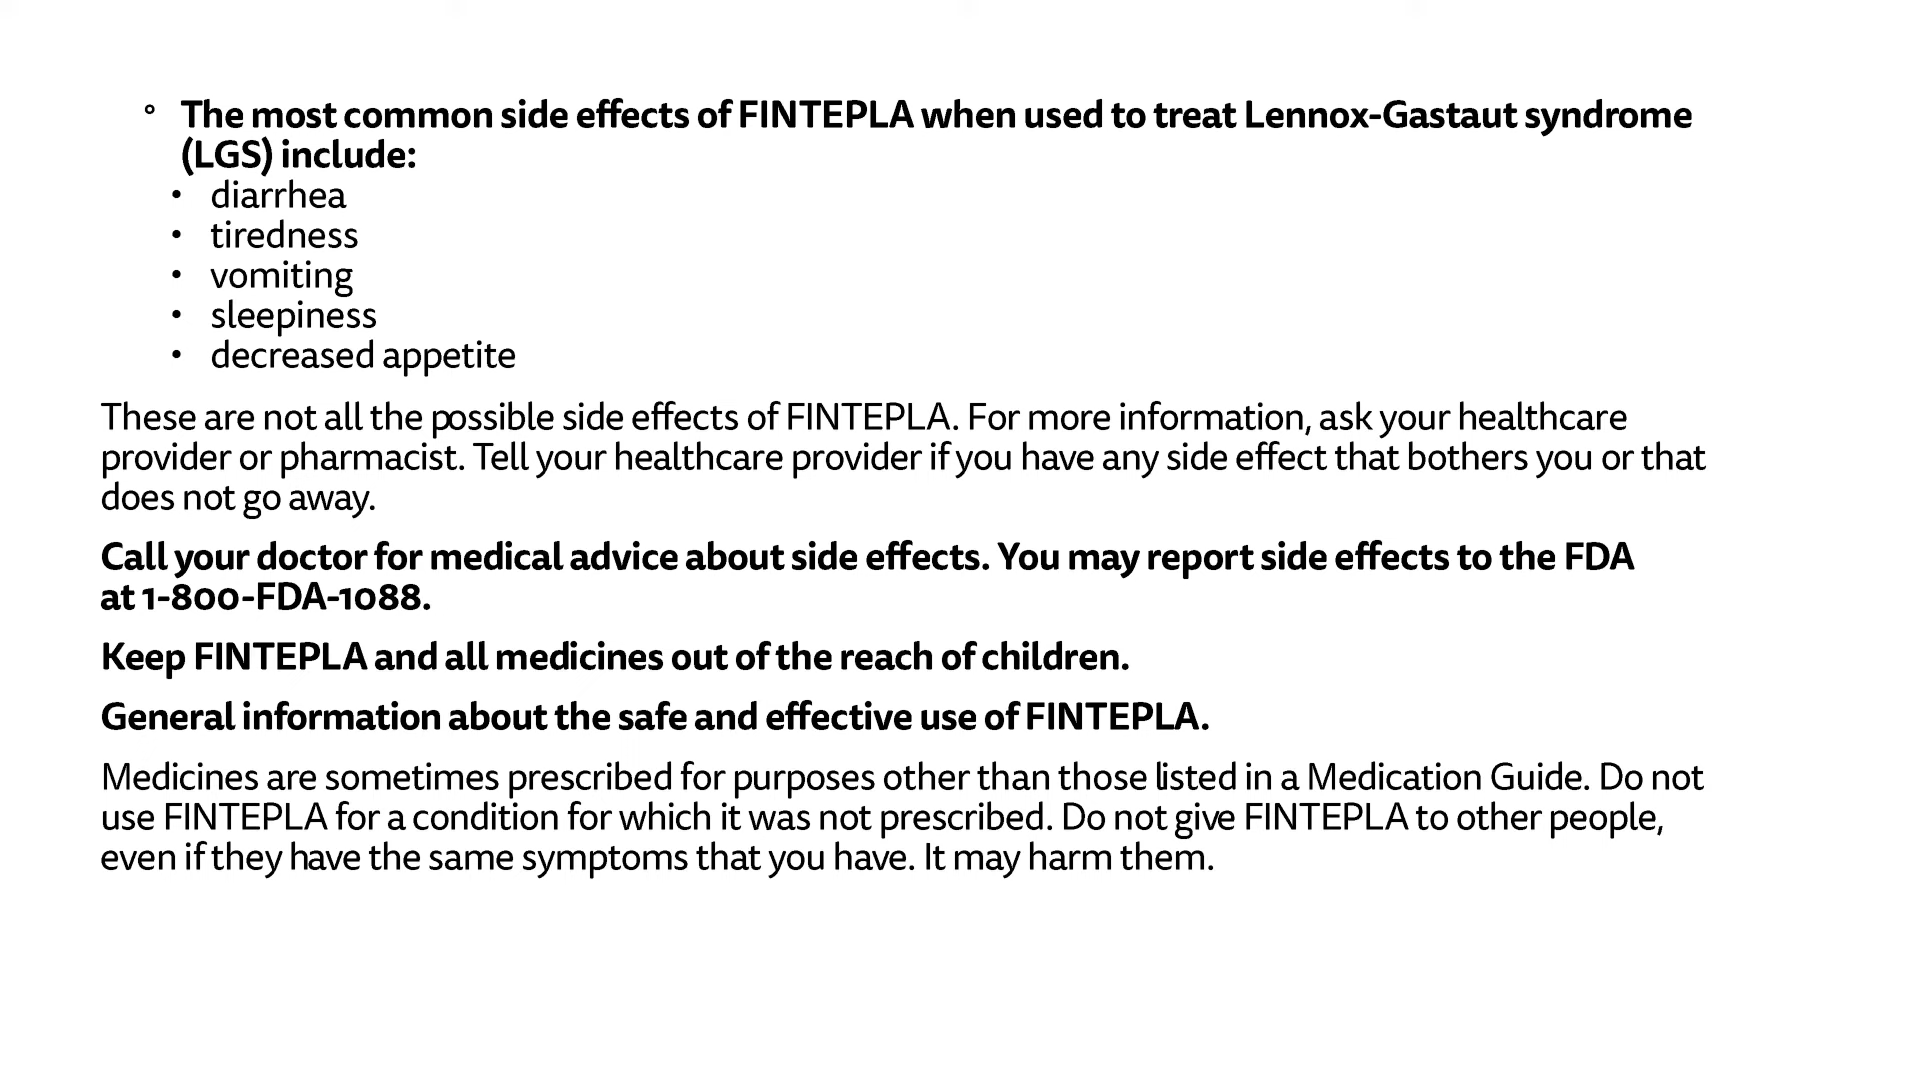 ° The most common side effects of FINTEPLA when used to treat Lennox-Gastaut syndrome
(LGS) include:
• diarrhea
• tiredness
• vomiting
• sleepiness
• decreased appetite
These are not all the possible side effects of FINTEPLA. For more information, ask your healthcare
provider or pharmacist. Tell your healthcare provider if you have any side effect that bothers you or that
does not go away.
Call your doctor for medical advice about side effects. You may report side effects to the FDA
at 1-800-FDA-1088.
Keep FINTEPLA and all medicines out of the reach of children.
General information about the safe and effective use of FINTEPLA.
Medicines are sometimes prescribed for purposes other than those listed in a Medication Guide. Do not
use FINTEPLA for a condition for which it was not prescribed. Do not give FINTEPLA to other people,
even if they have the same symptoms that you have. It may harm them.